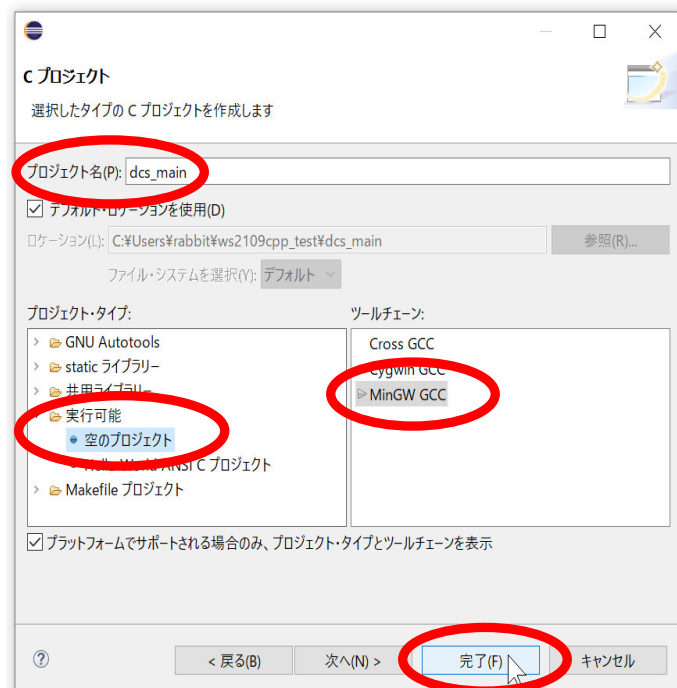 C プロジェクト
選択したタイプの C プロジェクトを作成します
プロジェクト名(P): dcs_main
デフォルト・ロケーションを使用(D)
ロケーション(L): C:¥Users¥rabbit¥ws2109cpp_test¥dcs_main 参照(R)...
ファイル・システムを選択(Y): デフォルト
プロジェクト・タイプ:
GNU Autotools
static ライブラリー
共用ライブラリー
実行可能
空のプロジェクト
Hello World ANSI C プロジェクト
Makefile プロジェクト
ツールチェーン:
Cross GCC
Cygwin GCC
MinGW GCC
プラットフォームでサポートされる場合のみ、プロジェクト・タイプとツールチェーンを表示
< 戻る(B) 次へ(N) > 完了(F) キャンセル